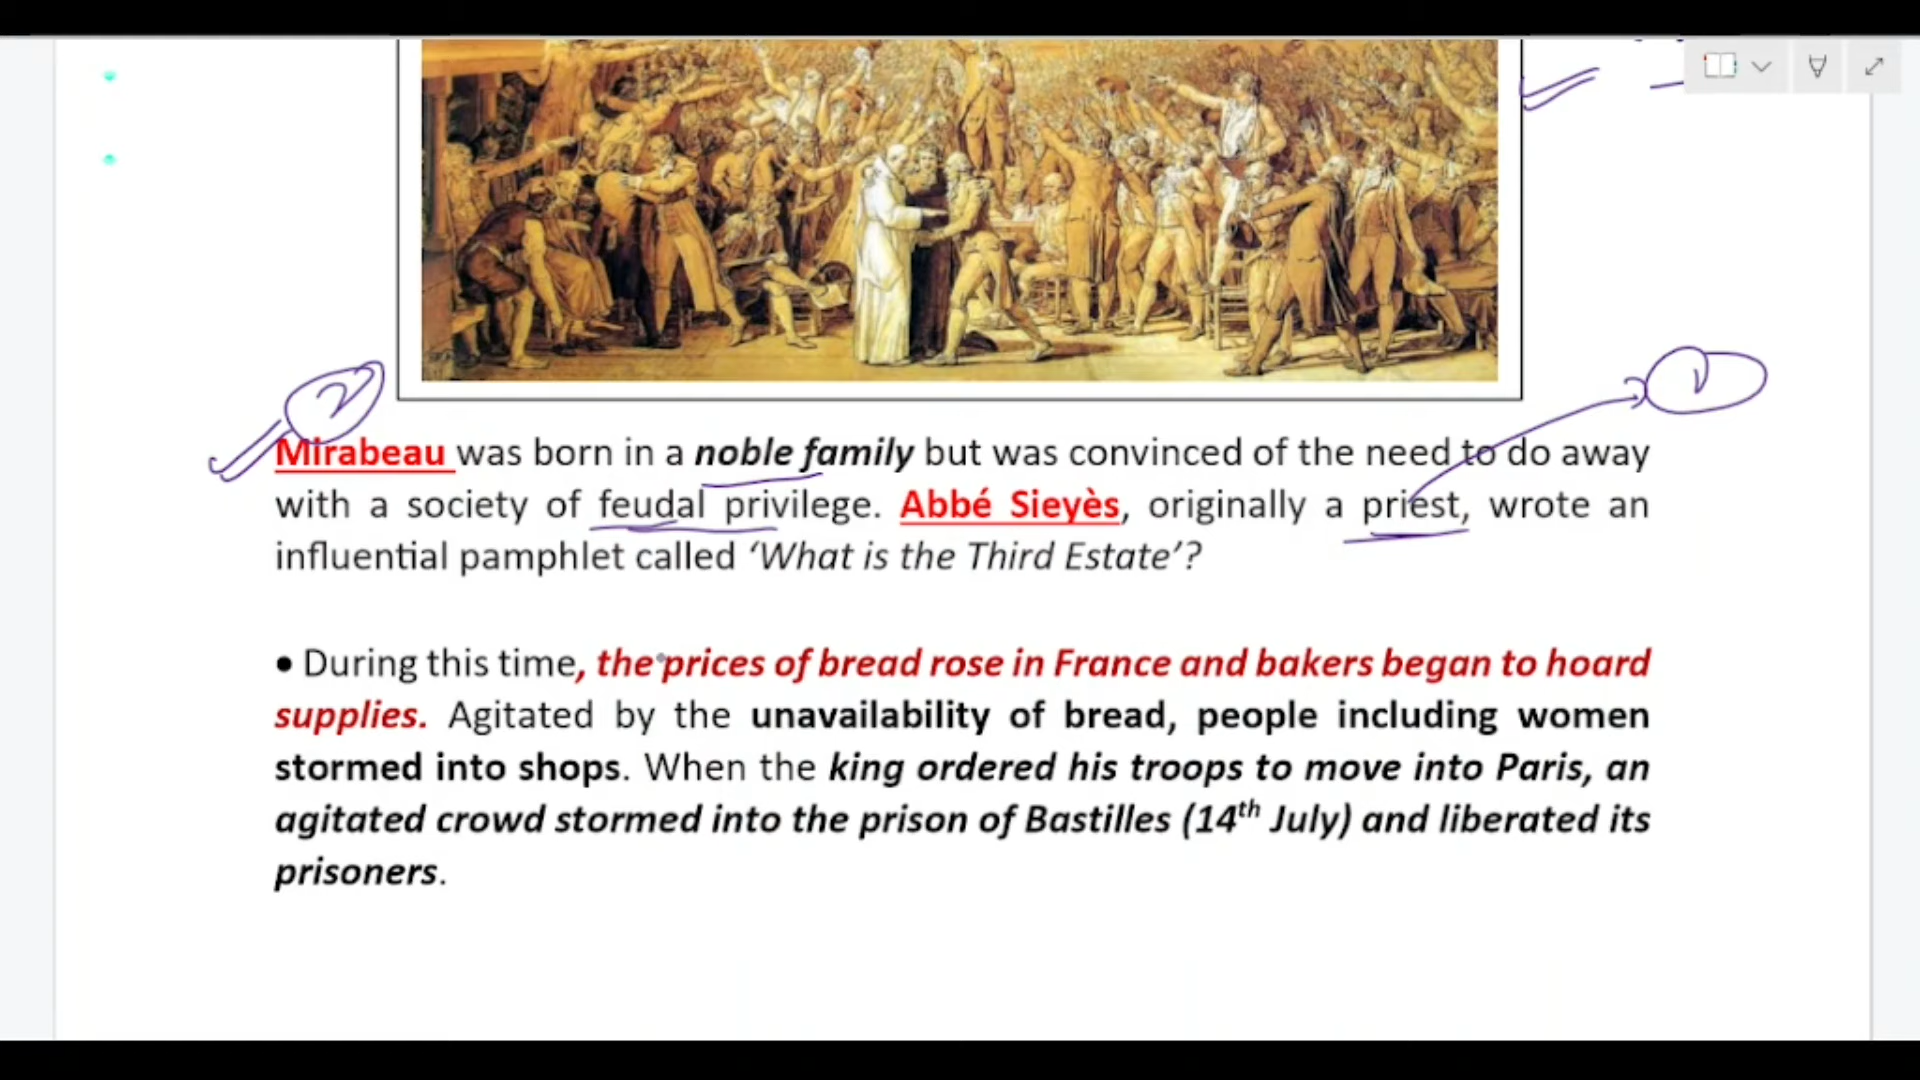 2
1
Mirabeau was born in a noble family but was convinced of the need to do away
with a society of feudal privilege. Abbé Sieyès, originally a priest, wrote an
influential pamphlet called ‘What is the Third Estate’?
● During this time, the prices of bread rose in France and bakers began to hoard
supplies. Agitated by the unavailability of bread, people including women
stormed into shops. When the king ordered his troops to move into Paris, an
agitated crowd stormed into the prison of Bastilles (14th July) and liberated its
prisoners.